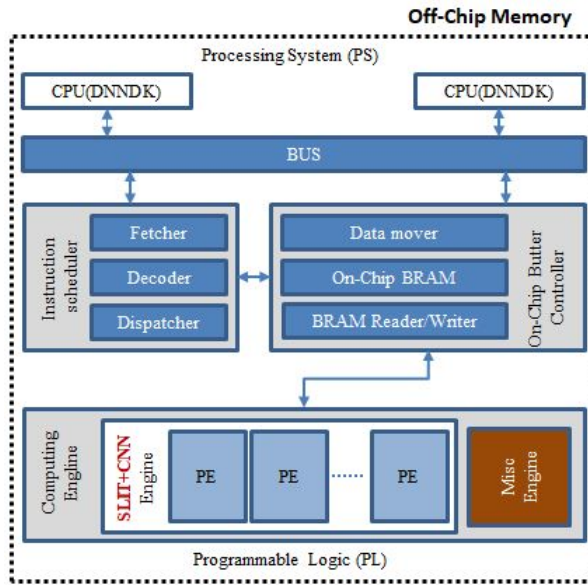 Off-Chip Memory
Processing System (PS)
CPU(DNNDK)
CPU(DNNDK)
BUS
Instruction
scheduler
Fetcher
Decoder
Dispatcher
Data mover
On-Chip BRAM
BRAM Reader/Writer
On-Chip Butter
Controller
Computing
Engline
SLIT+CNN
Engine
PE
PE
......
PE
Misc
Engine
Programmable Logic (PL)